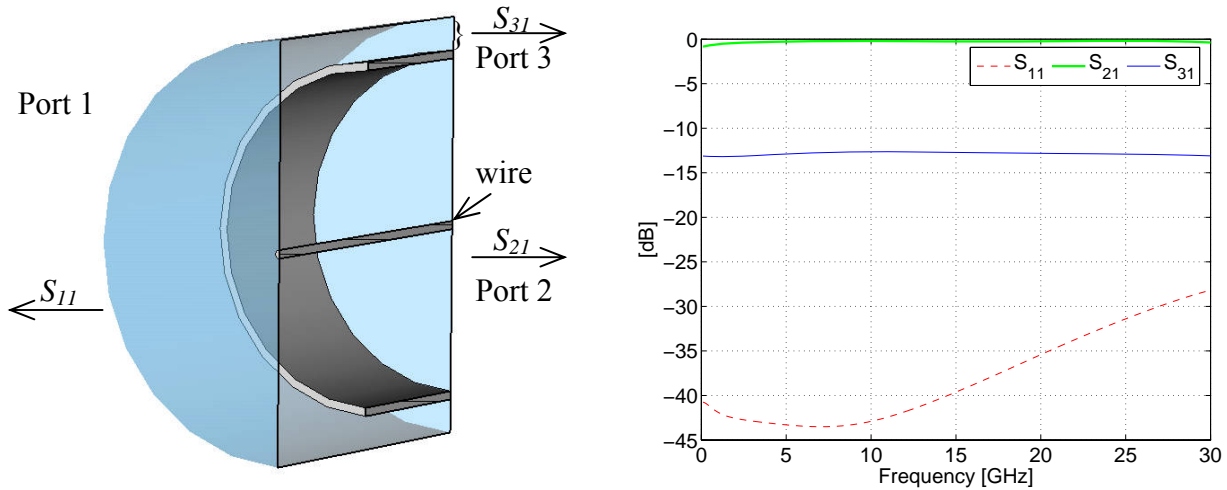 S31
Port 3
Port 1
wire
S21
Port 2
S11
0
−5
−10
−15
−20
−25
−30
−35
−40
−45
[dB]
S11 S21 S31
0 5 10 15 20 25 30
Frequency [GHz]